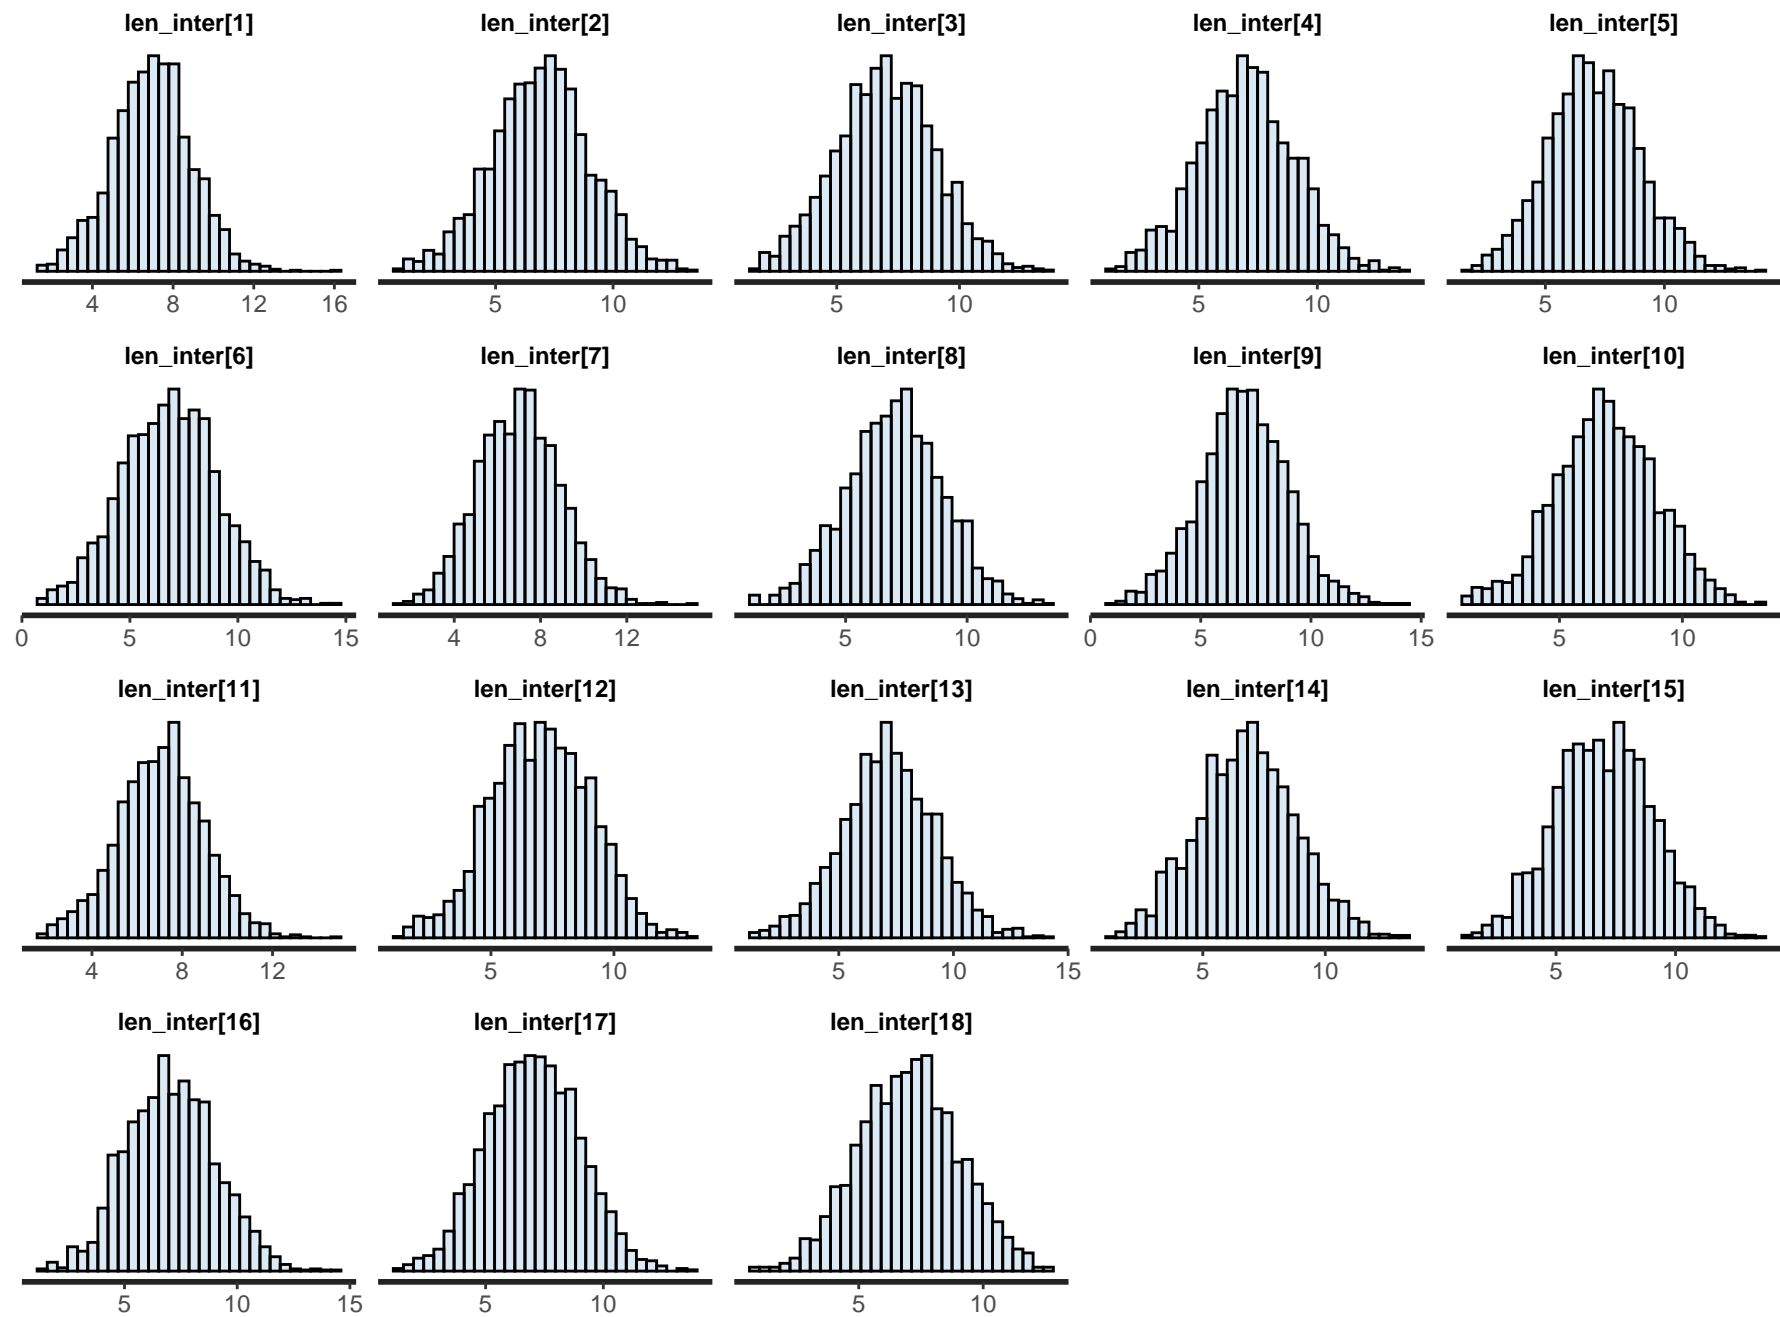 len_inter[1] len_inter[2] len_inter[3] len_inter[4] len_inter[5]
4 8 12 16 5 10 5 10 5 10 5 10
len_inter[6] len_inter[7] len_inter[8] len_inter[9] len_inter[10]
0 5 10 15 4 8 12 5 10 0 5 10 15 5 10
len_inter[11] len_inter[12] len_inter[13] len_inter[14] len_inter[15]
4 8 12 5 10 5 10 15 5 10 5 10
len_inter[16] len_inter[17] len_inter[18]
5 10 15 5 10 5 10